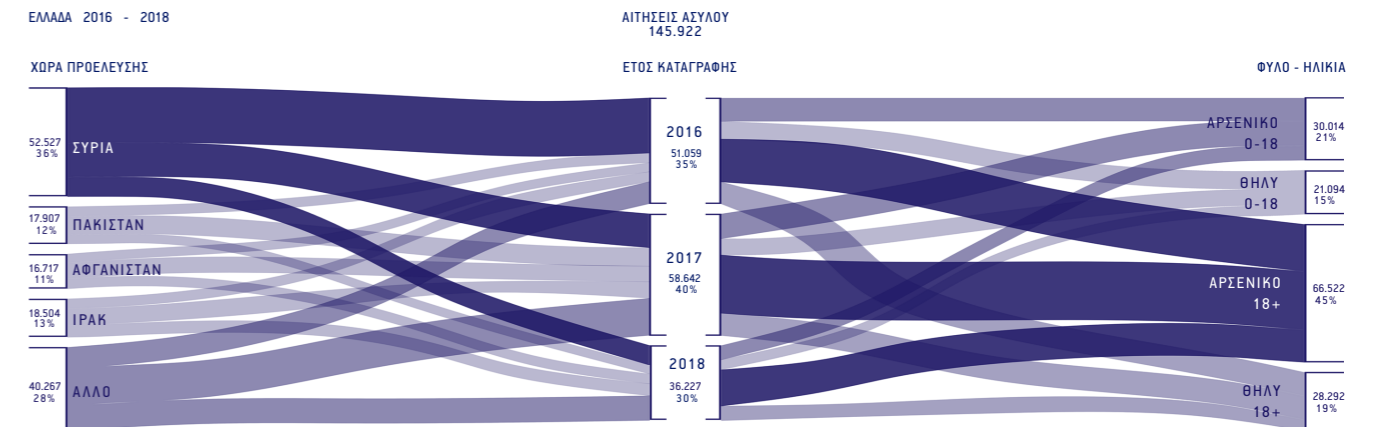 ΕΛΛΑΔΑ 2016 - 2018
ΑΙΤΗΣΕΙΣ ΑΣΥΛΟΥ
145.922
ΧΩΡΑ ΠΡΟΕΛΕΥΣΗΣ
ΕΤΟΣ ΚΑΤΑΓΡΑΦΗΣ
ΦΥΛΟ - ΗΛΙΚΙΑ
52.527
36%
ΣΥΡΙΑ
17.907
12%
ΠΑΚΙΣΤΑΝ
16.717
11%
ΑΦΓΑΝΙΣΤΑΝ
18.504
13%
ΙΡΑΚ
40.267
28%
ΑΛΛΟ
2016
51.059
35%
2017
58.642
40%
2018
36.227
30%
ΑΡΣΕΝΙΚΟ
0-18
30.014
21%
ΘΗΛΥ
0-18
21.094
15%
ΑΡΣΕΝΙΚΟ
18+
66.522
45%
ΘΗΛΥ
18+
28.292
19%